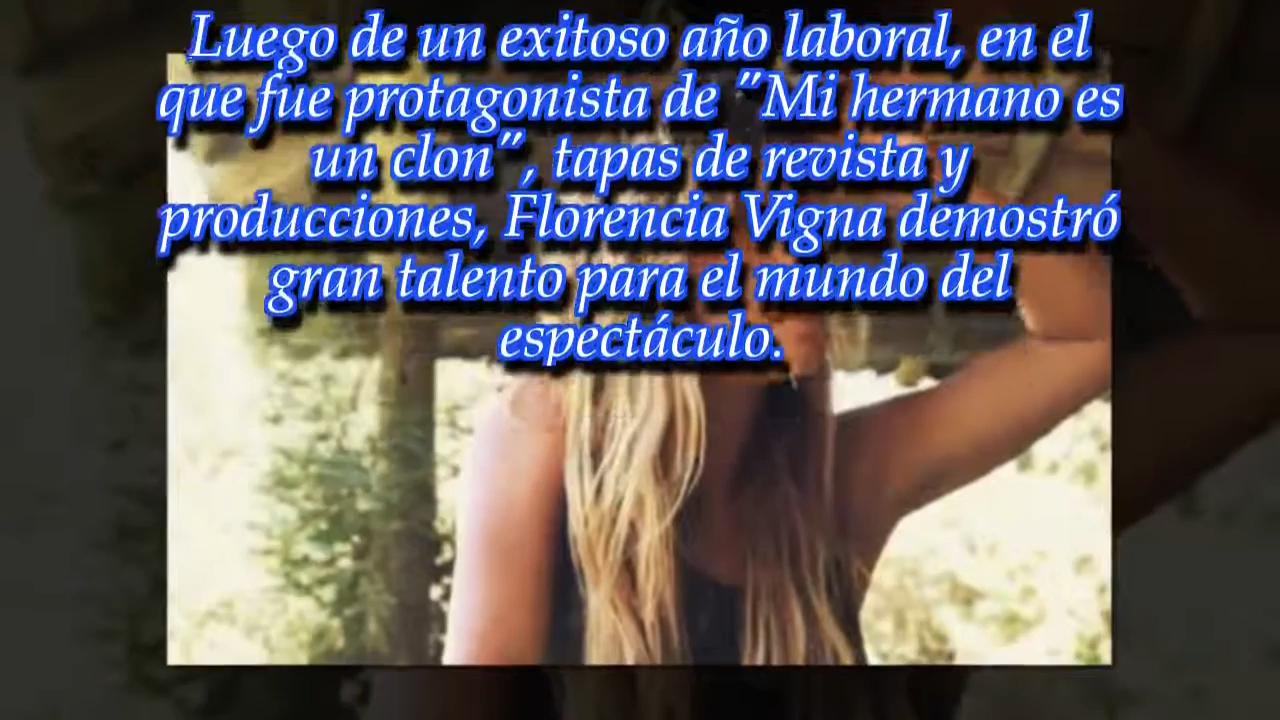 Luego de un exitoso año laboral, en el
que fue protagonista de "Mi hermano es
un clon", tapas de revista y
producciones, Florencia Vigna demostró
gran talento para el mundo del
espectáculo.